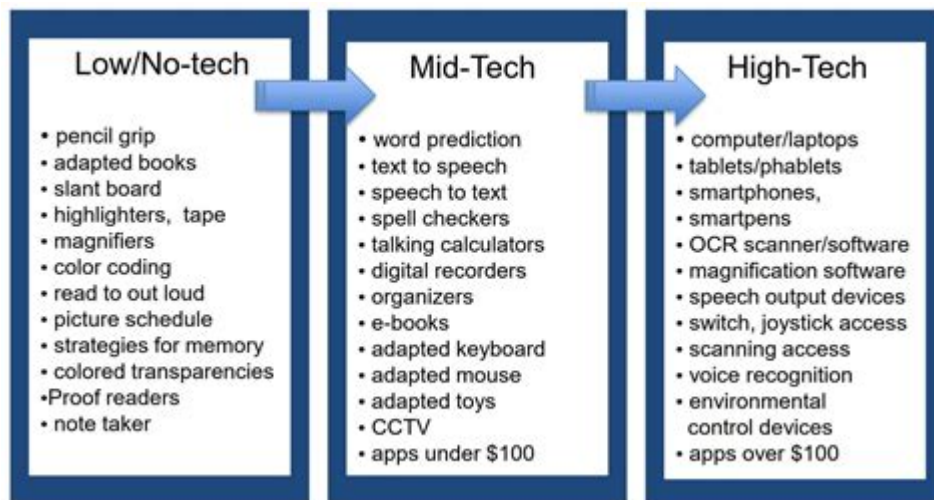 Low/No-tech
• pencil grip
• adapted books
• slant board
• highlighters, tape
• magnifiers
• color coding
• read to out loud
• picture schedule
• strategies for memory
• colored transparencies
•Proof readers
• note taker
Mid-Tech
• word prediction
• text to speech
• speech to text
• spell checkers
• talking calculators
• digital recorders
• organizers
• e-books
• adapted keyboard
• adapted mouse
• adapted toys
• CCTV
• apps under $100
High-Tech
• computer/laptops
• tablets/phablets
• smartphones,
• smartpens
• OCR scanner/software
• magnification software
• speech output devices
• switch, joystick access
• scanning access
• voice recognition
• environmental
control devices
• apps over $100